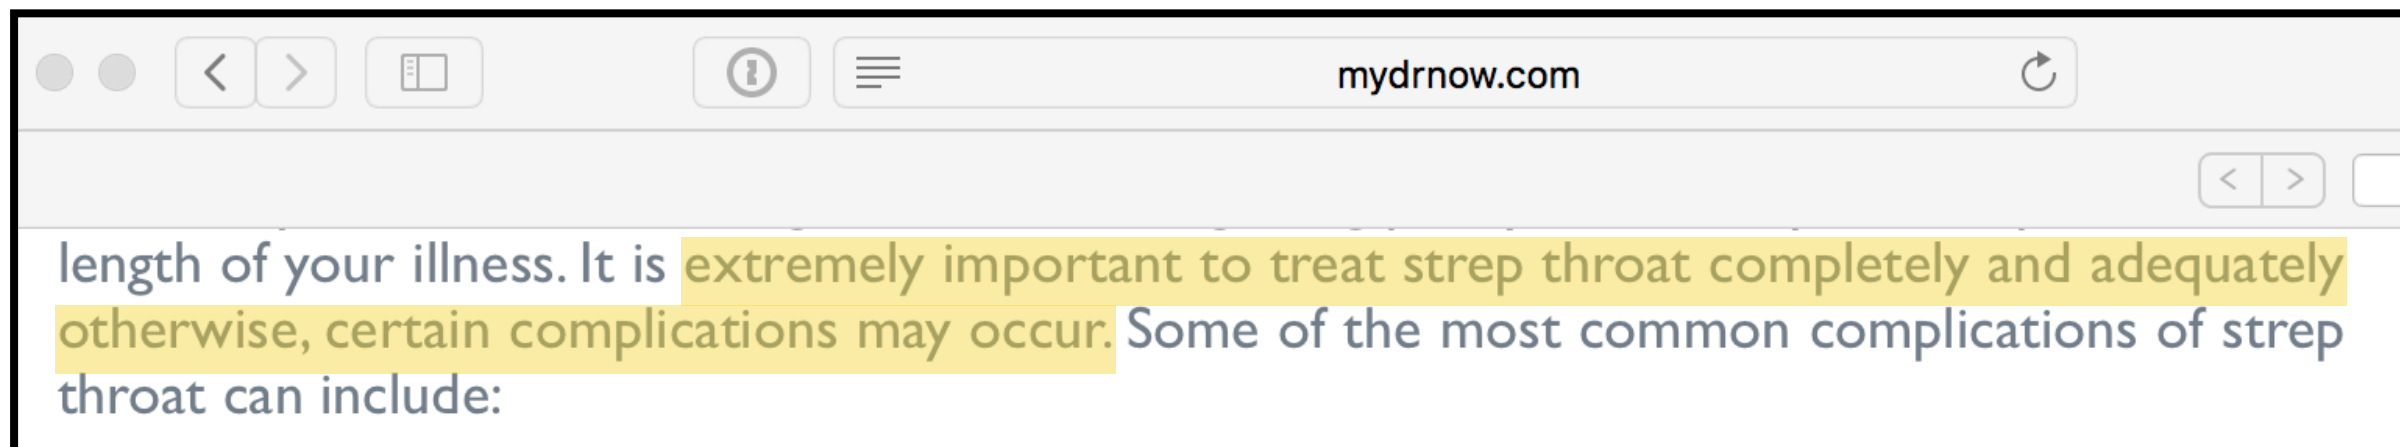 mydrnow.com
length of your illness. It is extremely important to treat strep throat completely and adequately
otherwise, certain complications may occur. Some of the most common complications of strep
throat can include: